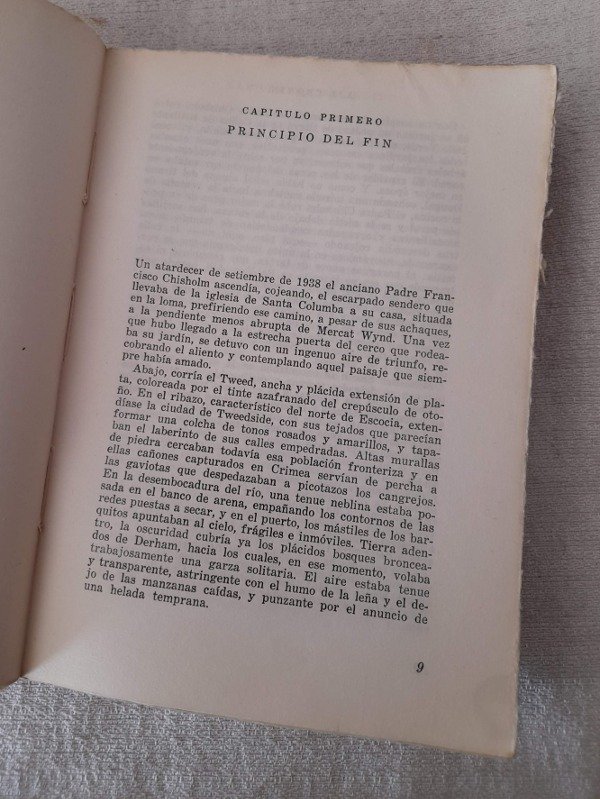 CAPITULO PRIMERO
PRINCIPIO DEL FIN
Un atardecer de setiembre de 1938 el anciano Padre Fran-
cisco Chisholm ascendía, cojeando, el escarpado sendero que
llevaba de la iglesia de Santa Columba a su casa, situada
en la loma, prefiriendo ese camino, a pesar de sus achaques,
a la pendiente menos abrupta de Mercat Wynd. Una vez
que hubo llegado a la estrecha puerta del cerco que rodea-
ba su jardín, se detuvo con un ingenuo aire de triunfo, re-
cobrando el aliento y contemplando aquel paisaje que siem-
pre había amado.
Abajo, corría el Tweed, ancha y plácida extensión de pla-
ta, coloreada por el tinte azafranado del crepúsculo de oto-
ño. En el ribazo, característico del norte de Escocia, exten-
díase la ciudad de Tweedside, con sus tejados que parecían
formar una colcha de tonos rosados y amarillos, y tapa-
ban el laberinto de sus calles empedradas. Altas murallas
de piedra cercaban todavía esa población fronteriza y en
ellas cañones capturados en Crimea servían de percha a
las gaviotas que despedazaban a picotazos los cangrejos.
En la desembocadura del río, una tenue neblina estaba po-
sada en el banco de arena, empañando los contornos de las
redes puestas a secar, y en el puerto, los mástiles de los bar-
quitos apuntaban al cielo, frágiles e inmóviles. Tierra aden-
tro, la oscuridad cubría ya los plácidos bosques broncea-
dos de Derham, hacia los cuales, en ese momento, volaba
trabajosamente una garza solitaria. El aire estaba tenue
y transparente, astringente con el humo de la leña y el de-
jo de las manzanas caídas, y punzante por el anuncio de
una helada temprana.
9